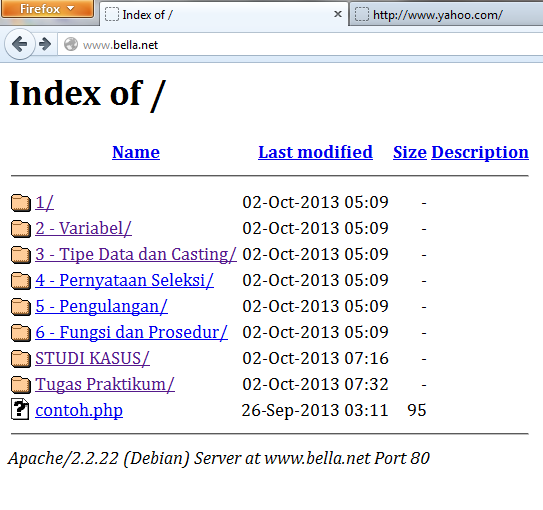 Firefox
Index of /
http://www.yahoo.com/
www.bella.net
Index of /
Name Last modified Size Description
1/ 02-Oct-2013 05:09 -
2 - Variabel/ 02-Oct-2013 05:09 -
3 - Tipe Data dan Casting/ 02-Oct-2013 05:09 -
4 - Pernyataan Seleksi/ 02-Oct-2013 05:09 -
5 - Pengulangan/ 02-Oct-2013 05:09 -
6 - Fungsi dan Prosedur/ 02-Oct-2013 05:09 -
STUDI KASUS/ 02-Oct-2013 07:16 -
Tugas Praktikum/ 02-Oct-2013 07:32 -
contoh.php 26-Sep-2013 03:11 95
Apache/2.2.22 (Debian) Server at www.bella.net Port 80